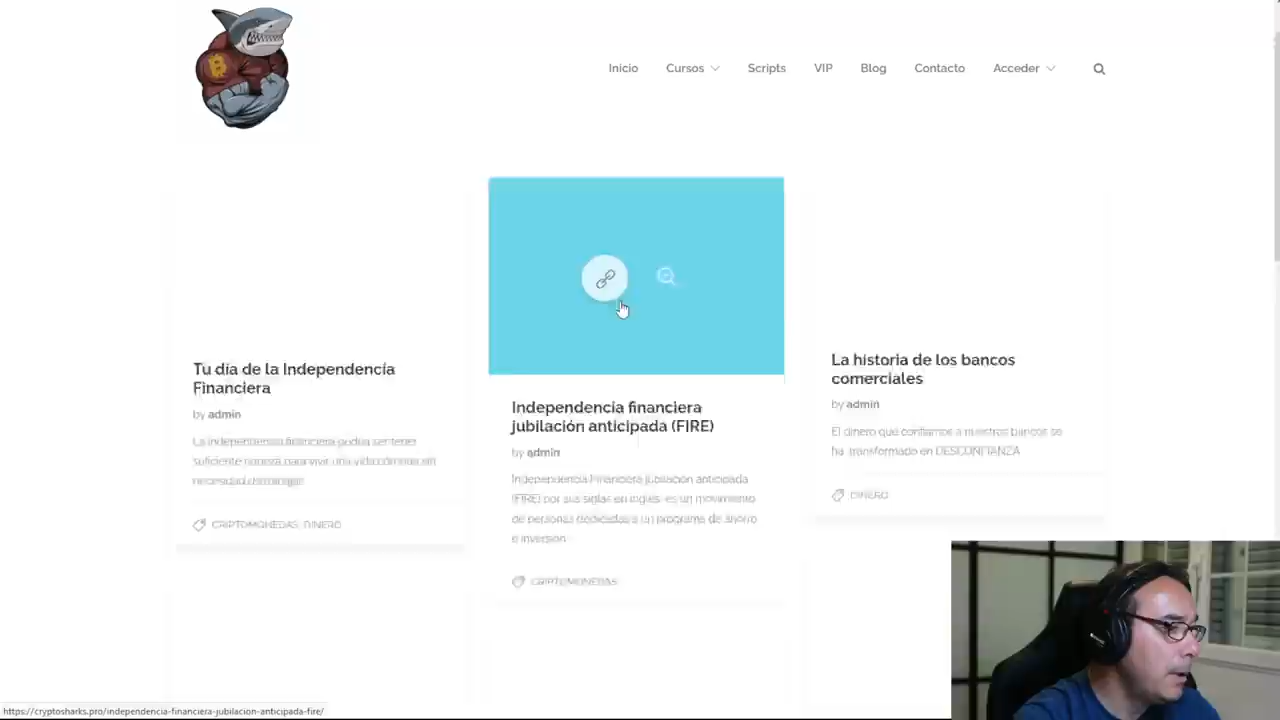 Inicio Cursos Scripts VIP Blog Contacto Acceder
Tu día de la Independencia
Financiera
by admin
La independencia financiera podría ser tener
suficiente riqueza para vivir una vida cómoda sin
necesidad de trabajar
CRIPTOMONEDAS, DINERO
Independencia financiera
jubilación anticipada (FIRE)
by admin
Independencia Financiera jubilación anticipada
(FIRE) por sus siglas en inglés, es un movimiento
de personas dedicadas a un programa de ahorro
e inversión
CRIPTOMONEDAS
La historia de los bancos
comerciales
by admin
El dinero que confiamos a nuestros bancos se
ha transformado en DESCONFIANZA
DINERO
https://cryptosharks.pro/independencia-financiera-jubilacion-anticipada-fire/